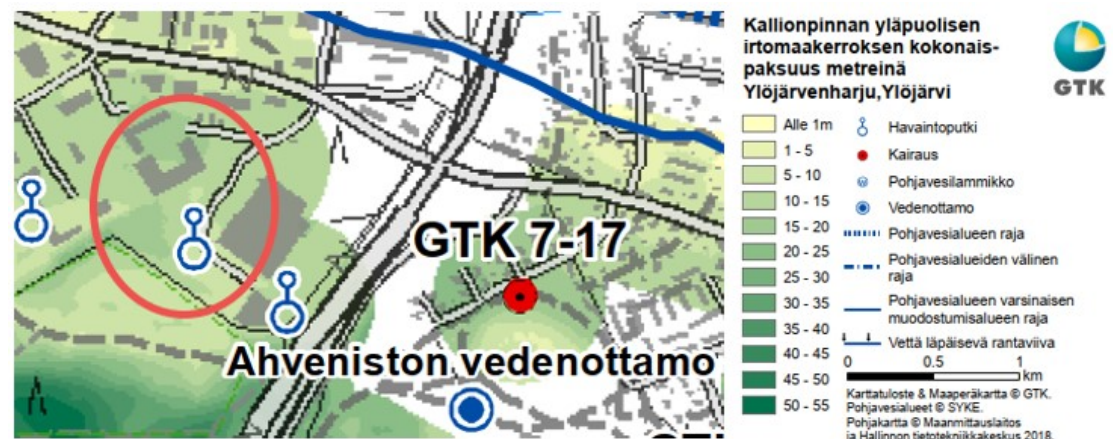 GTK 7-17
Ahveniston vedenottamo
Kallionpinnan yläpuolisen
irtomaakerroksen kokonais-
paksuus metreinä
Ylöjärvenharju,Ylöjärvi
GTK
Alle 1m
1 - 5
5 - 10
10 - 15
15 - 20
20 - 25
25 - 30
30 - 35
35 - 40
40 - 45
45 - 50
50 - 55
Havaintoputki
Kairaus
Pohjavesilammikko
Vedenottamo
Pohjavesialueen raja
Pohjavesialueiden välinen
raja
Pohjavesialueen varsinaisen
muodostumisalueen raja
Vettä läpäisevä rantaviiva
0 0.5 1
km
Karttatuloste & Maaperäkartta © GTK.
Pohjavesialueet © SYKE.
Pohjakartta © Maanmittauslaitos
ja Hallinnon tietotekniikkakeskus 2018.